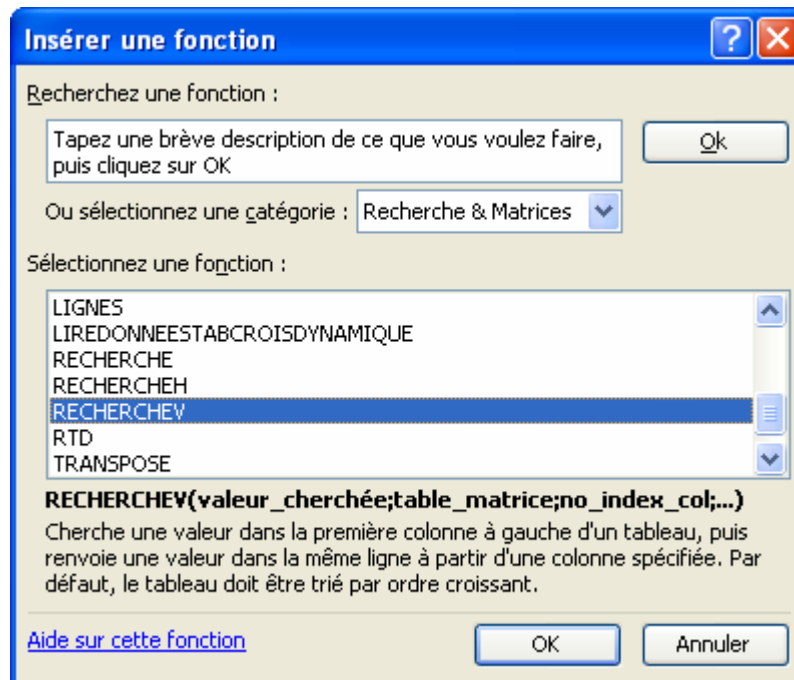 Insérer une fonction
Recherchez une fonction :
Tapez une brève description de ce que vous voulez faire,
puis cliquez sur OK
Ok
Ou sélectionnez une catégorie : Recherche & Matrices
Sélectionnez une fonction :
LIGNES
LIREDONNEESTABCROISDYNAMIQUE
RECHERCHE
RECHERCHEH
RECHERCHEV
RTD
TRANSPOSE
RECHERCHEV(valeur_cherchée;table_matrice;no_index_col;...)
Cherche une valeur dans la première colonne à gauche d'un tableau, puis
renvoie une valeur dans la même ligne à partir d'une colonne spécifiée. Par
défaut, le tableau doit être trié par ordre croissant.
Aide sur cette fonction
OK
Annuler